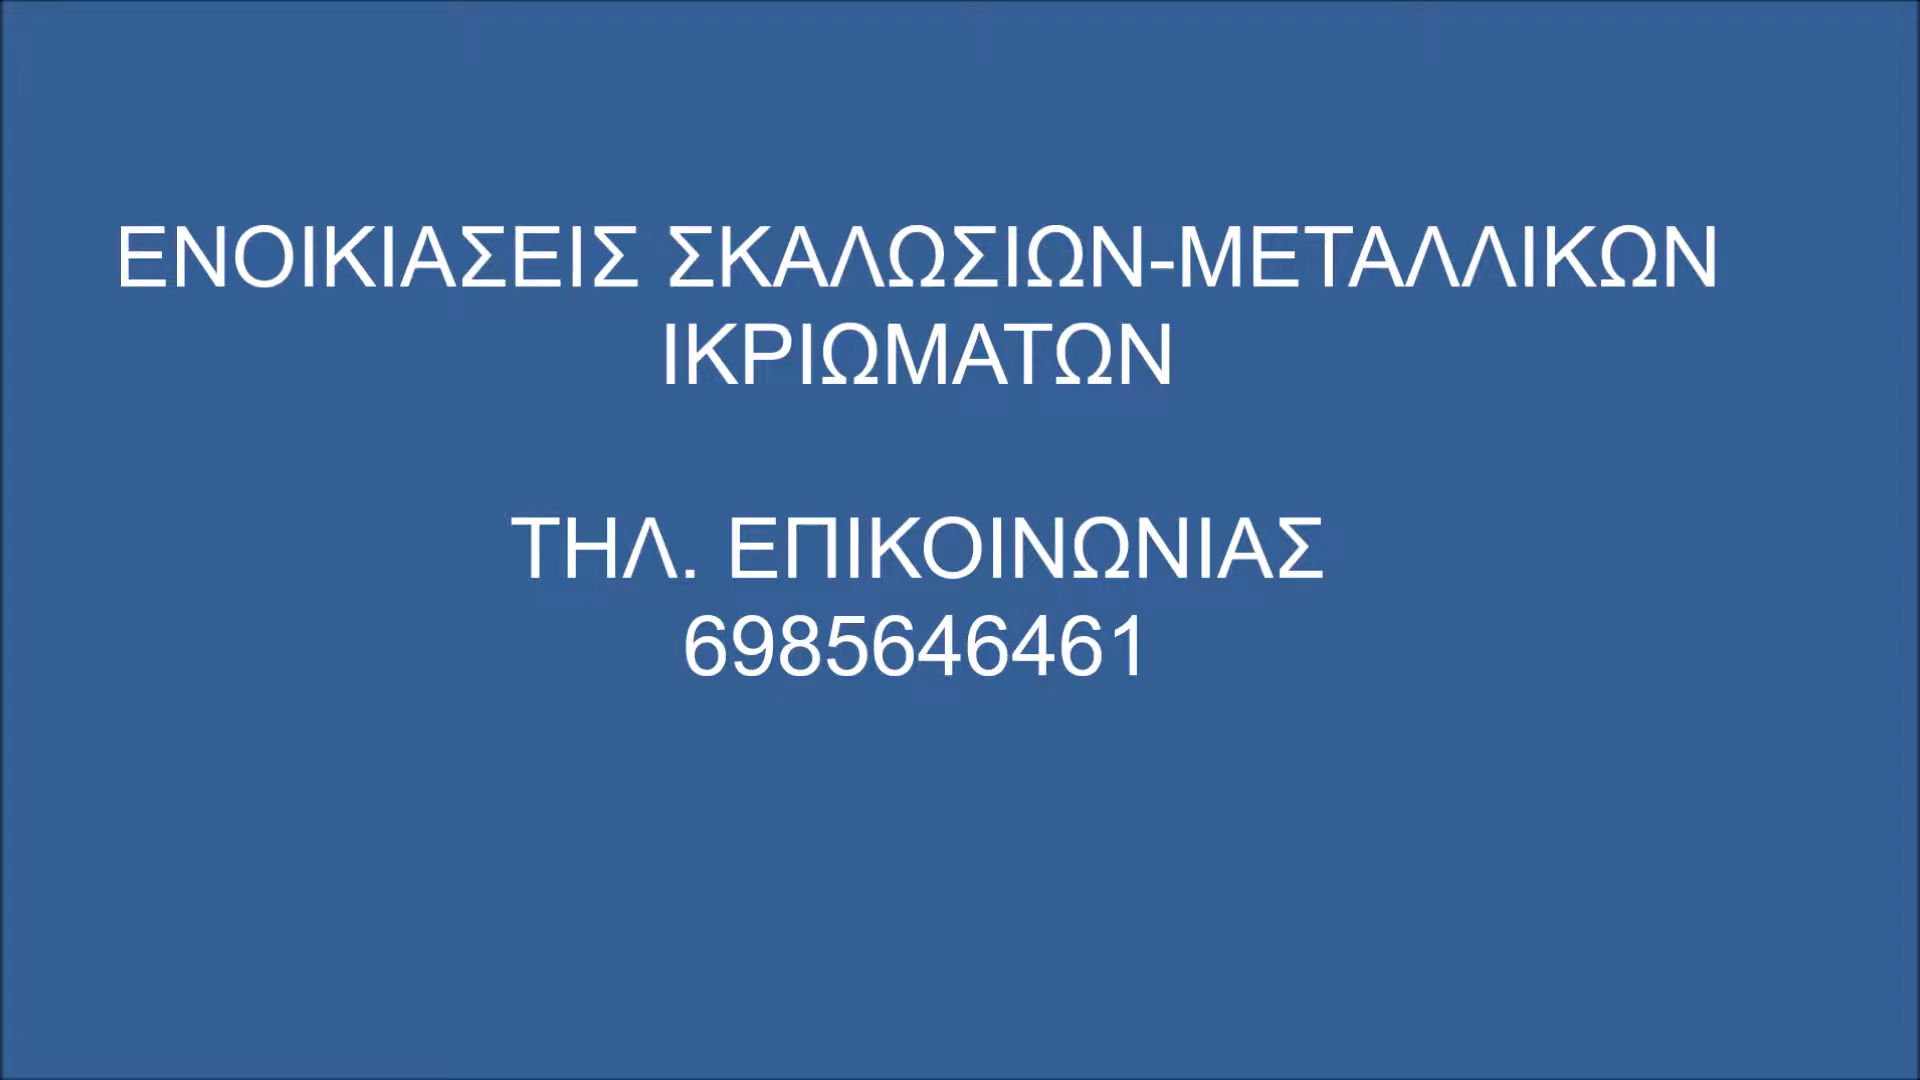 ΕΝΟΙΚΙΑΣΕΙΣ ΣΚΑΛΩΣΙΩΝ-ΜΕΤΑΛΛΙΚΩΝ
ΙΚΡΙΩΜΑΤΩΝ
ΤΗΛ. ΕΠΙΚΟΙΝΩΝΙΑΣ
6985646461